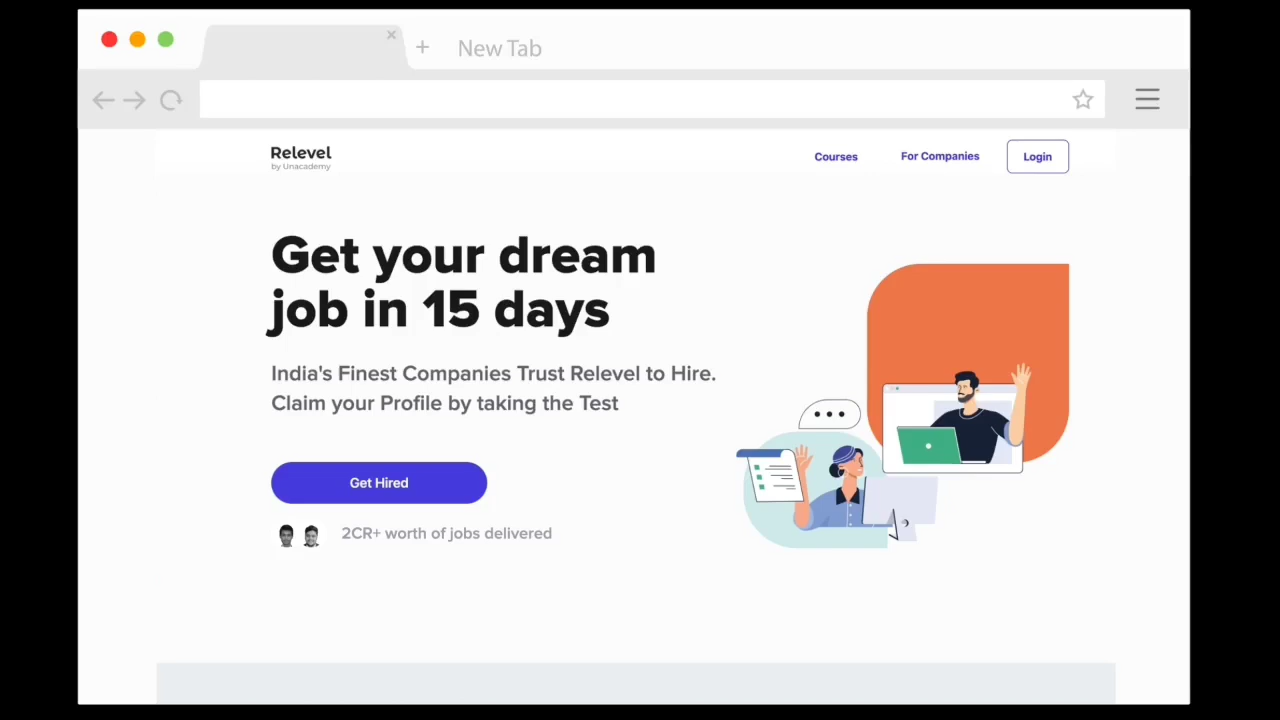 New Tab
Relevel
by Unacademy
Courses
For Companies
Login
Get your dream
job in 15 days
India's Finest Companies Trust Relevel to Hire.
Claim your Profile by taking the Test
Get Hired
2CR+ worth of jobs delivered